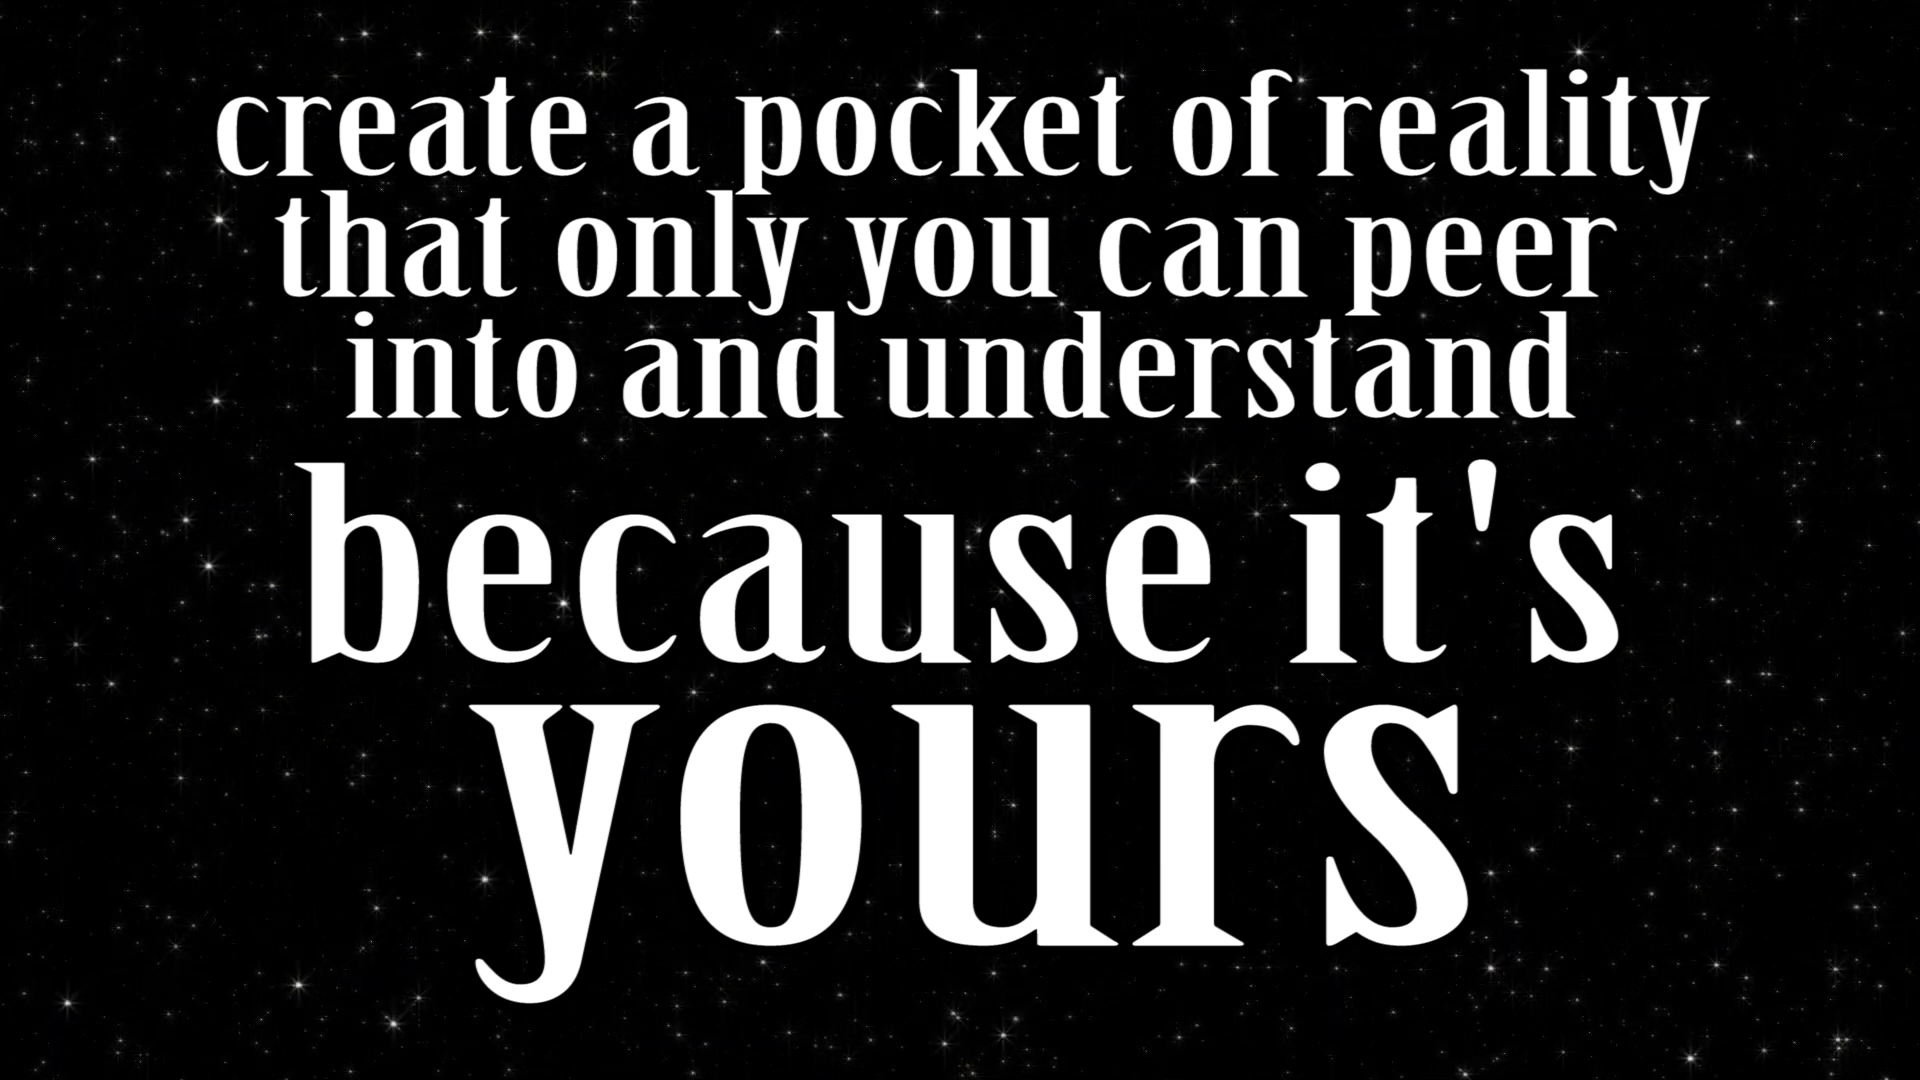 create a pocket of reality
that only you can peer
into and understand
because it's
yours